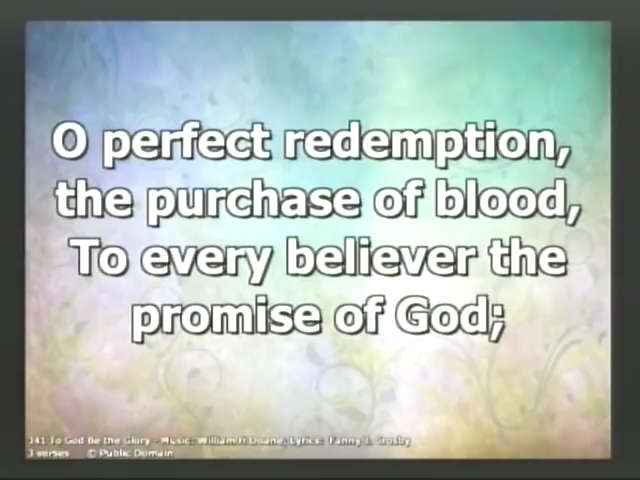 O perfect redemption,
the purchase of blood,
To every believer the
promise of God;
341 To God Be the Glory - Music: William H Doane; Lyrics: Fanny J. Crosby
3 verses © Public Domain